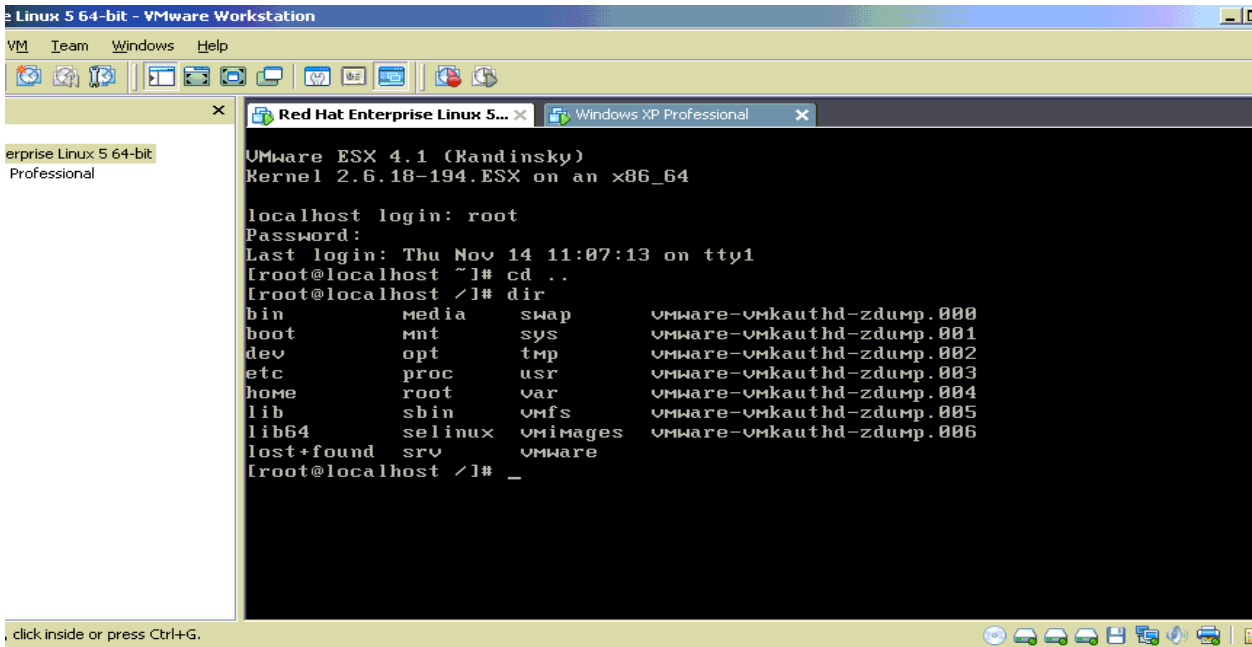 e Linux 5 64-bit - VMware Workstation
VM Team Windows Help
Red Hat Enterprise Linux 5... Windows XP Professional
erprise Linux 5 64-bit
Professional
VMware ESX 4.1 (Kandinsky)
Kernel 2.6.18-194.ESX on an x86_64
localhost login: root
Password:
Last login: Thu Nov 14 11:07:13 on tty1
[root@localhost ~]# cd ..
[root@localhost /]# dir
bin media swap vmware-vmkauthd-zdump.000
boot mnt sys vmware-vmkauthd-zdump.001
dev opt tmp vmware-vmkauthd-zdump.002
etc proc usr vmware-vmkauthd-zdump.003
home root var vmware-vmkauthd-zdump.004
lib sbin vmfs vmware-vmkauthd-zdump.005
lib64 selinux vmimages vmware-vmkauthd-zdump.006
lost+found srv vmware
[root@localhost /]# _
, click inside or press Ctrl+G.